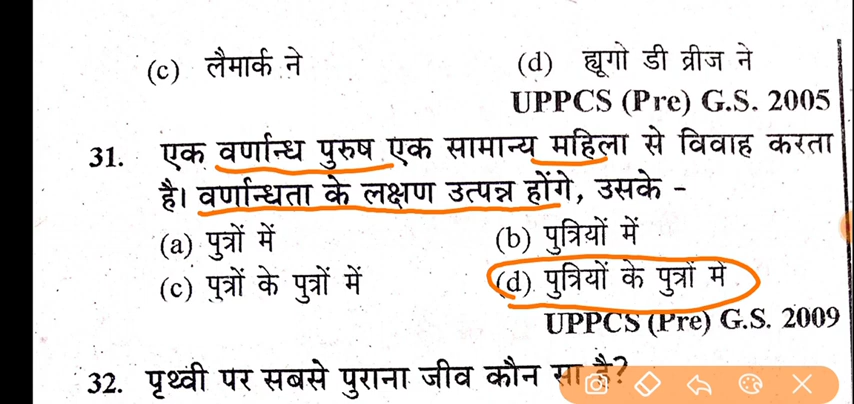 (c) लैमार्क ने (d) ह्यूगो डी व्रीज ने
UPPCS (Pre) G.S. 2005
31. एक वर्णान्ध पुरुष एक सामान्य महिला से विवाह करता
है। वर्णान्धता के लक्षण उत्पन्न होंगे, उसके -
(a) पुत्रों में (b) पुत्रियों में
(c) पुत्रों के पुत्रों में (d) पुत्रियों के पुत्रों में
UPPCS (Pre) G.S. 2009
32. पृथ्वी पर सबसे पुराना जीव कौन सा है?